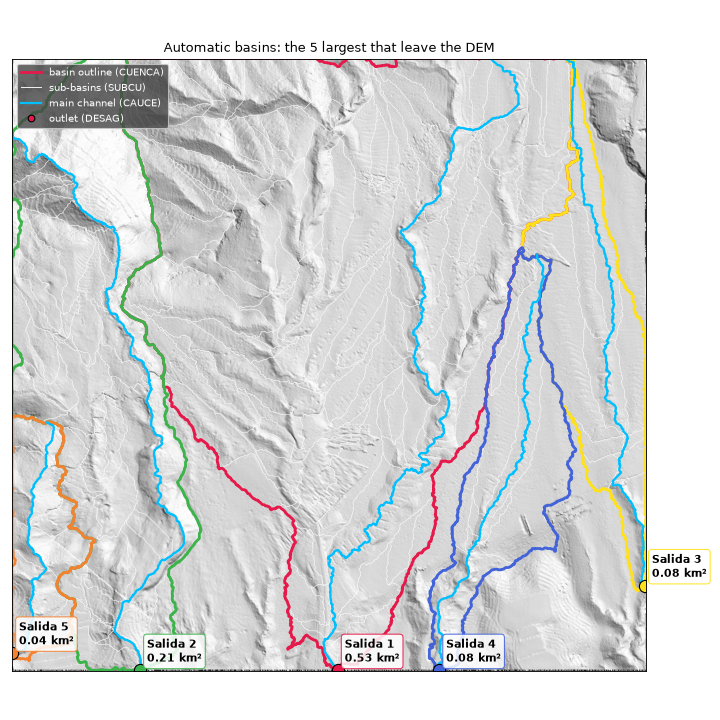 Automatic basins: the 5 largest that leave the DEM
basin outline (CUENCA)
sub-basins (SUBCU)
main channel (CAUCE)
outlet (DESAG)
Salida 3
0.08 km²
Salida 5
0.04 km²
Salida 2
0.21 km²
Salida 1
0.53 km²
Salida 4
0.08 km²